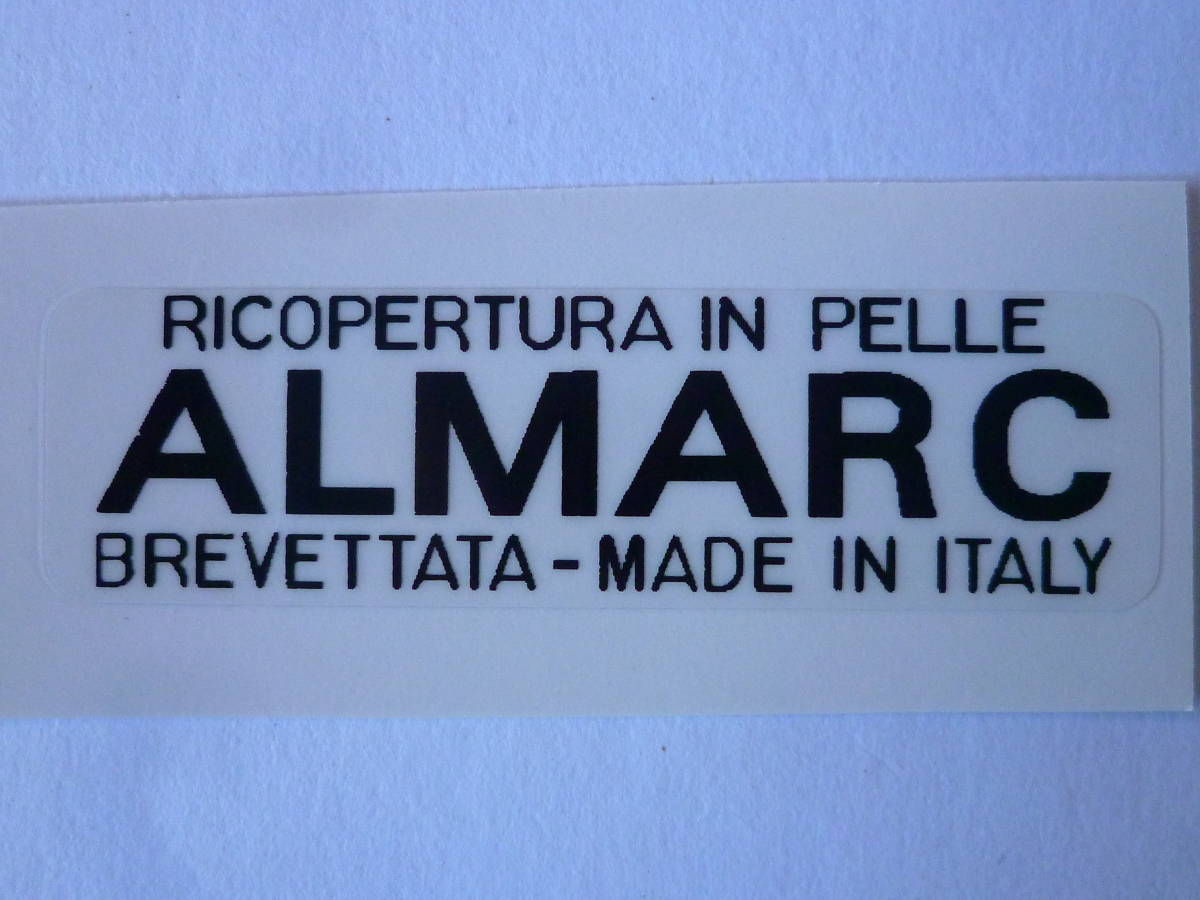 RICOPERTURA IN PELLE
ALMARC
BREVETTATA - MADE IN ITALY